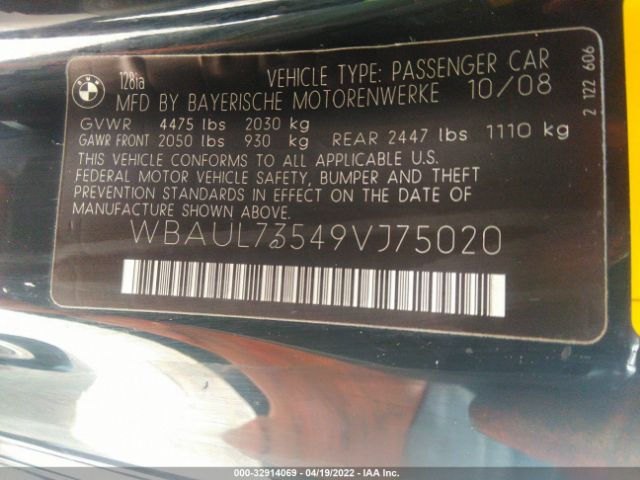 BMW
128ia
VEHICLE TYPE: PASSENGER CAR
MFD BY BAYERISCHE MOTORENWERKE 10/08
GVWR 4475 lbs 2030 kg
GAWR FRONT 2050 lbs 930 kg REAR 2447 lbs 1110 kg
THIS VEHICLE CONFORMS TO ALL APPLICABLE U.S.
FEDERAL MOTOR VEHICLE SAFETY, BUMPER AND THEFT
PREVENTION STANDARDS IN EFFECT ON THE DATE OF
MANUFACTURE SHOWN ABOVE.
WBAUL73549VJ75020
2 122 606
000-32914069 - 04/19/2022 - IAA Inc.